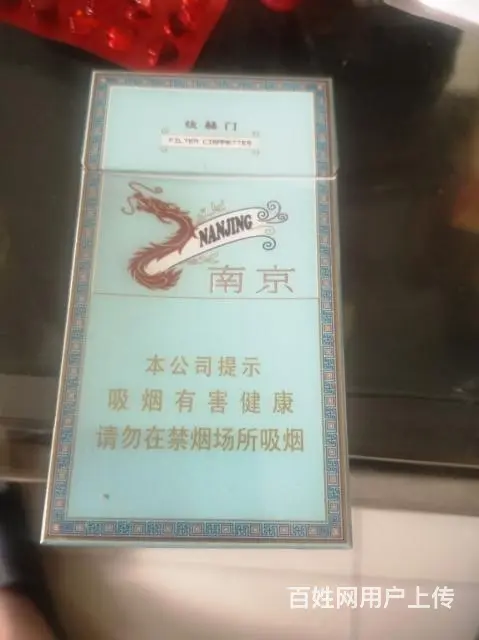 炫赫门
FILTER CIGARETTES
NANJING
南京
本公司提示
吸烟有害健康
请勿在禁烟场所吸烟
百姓网用户上传